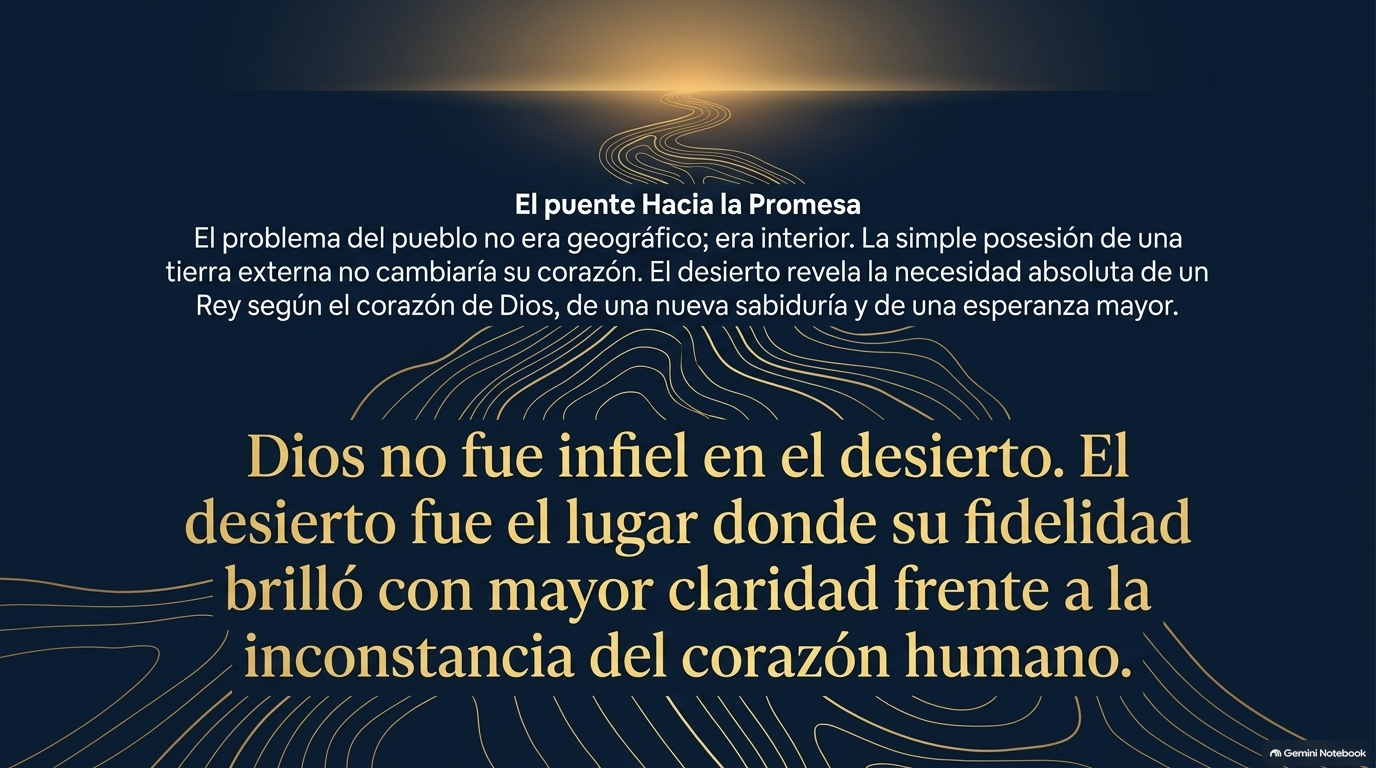 El puente Hacia la Promesa
El problema del pueblo no era geográfico; era interior. La simple posesión de una
tierra externa no cambiaría su corazón. El desierto revela la necesidad absoluta de un
Rey según el corazón de Dios, de una nueva sabiduría y de una esperanza mayor.
Dios no fue infiel en el desierto. El
desierto fue el lugar donde su fidelidad
brilló con mayor claridad frente a la
inconstancia del corazón humano.
Gemini Notebook